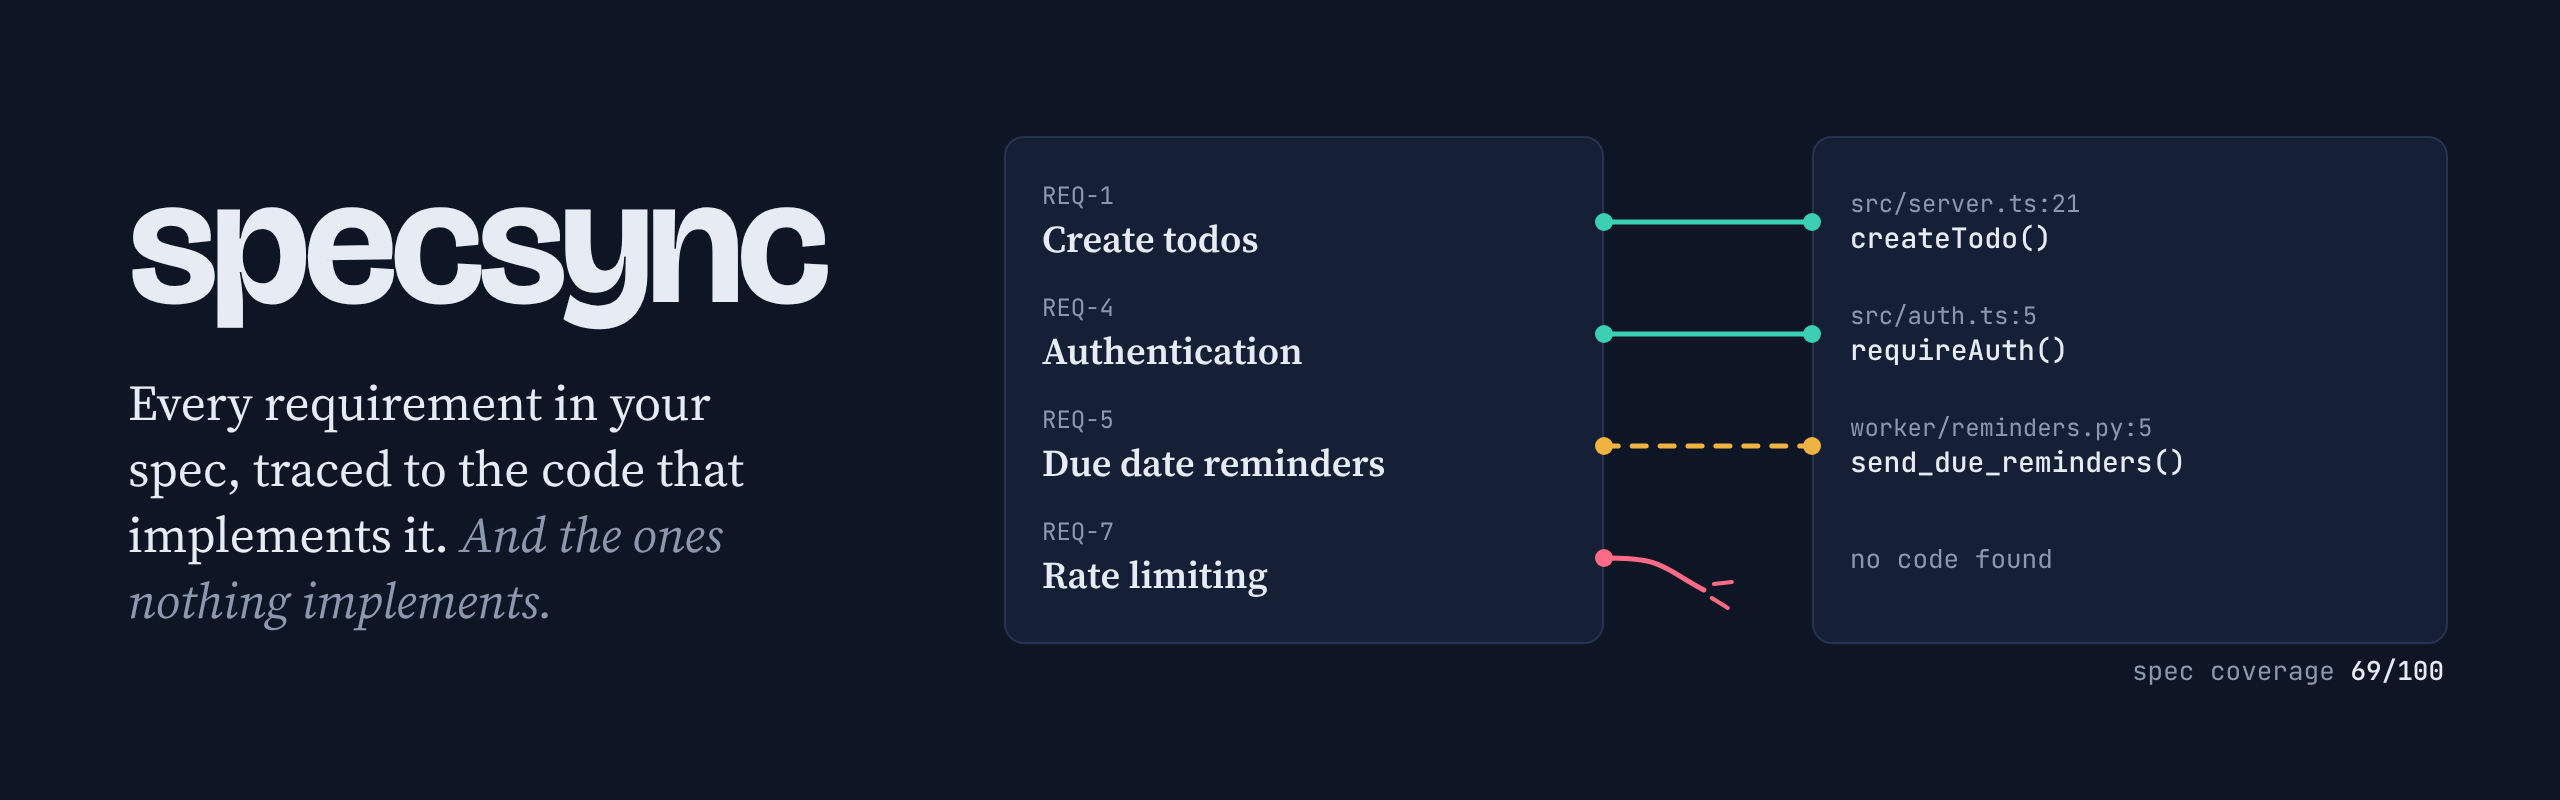 specsync
Every requirement in your
spec, traced to the code that
implements it. And the ones
nothing implements.
REQ-1
Create todos
REQ-4
Authentication
REQ-5
Due date reminders
REQ-7
Rate limiting
src/server.ts:21
createTodo()
src/auth.ts:5
requireAuth()
worker/reminders.py:5
send_due_reminders()
no code found
spec coverage 69/100